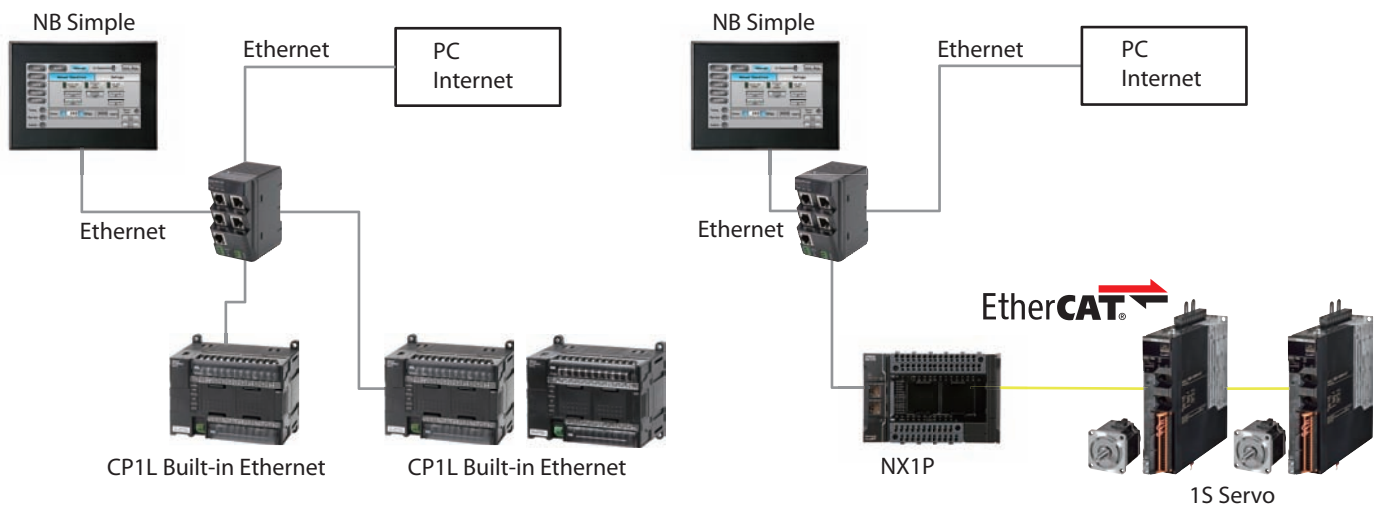 NB Simple
Ethernet
PC
Internet
Ethernet
CP1L Built-in Ethernet
CP1L Built-in Ethernet
NB Simple
Ethernet
PC
Internet
Ethernet
EtherCAT®
NX1P
1S Servo